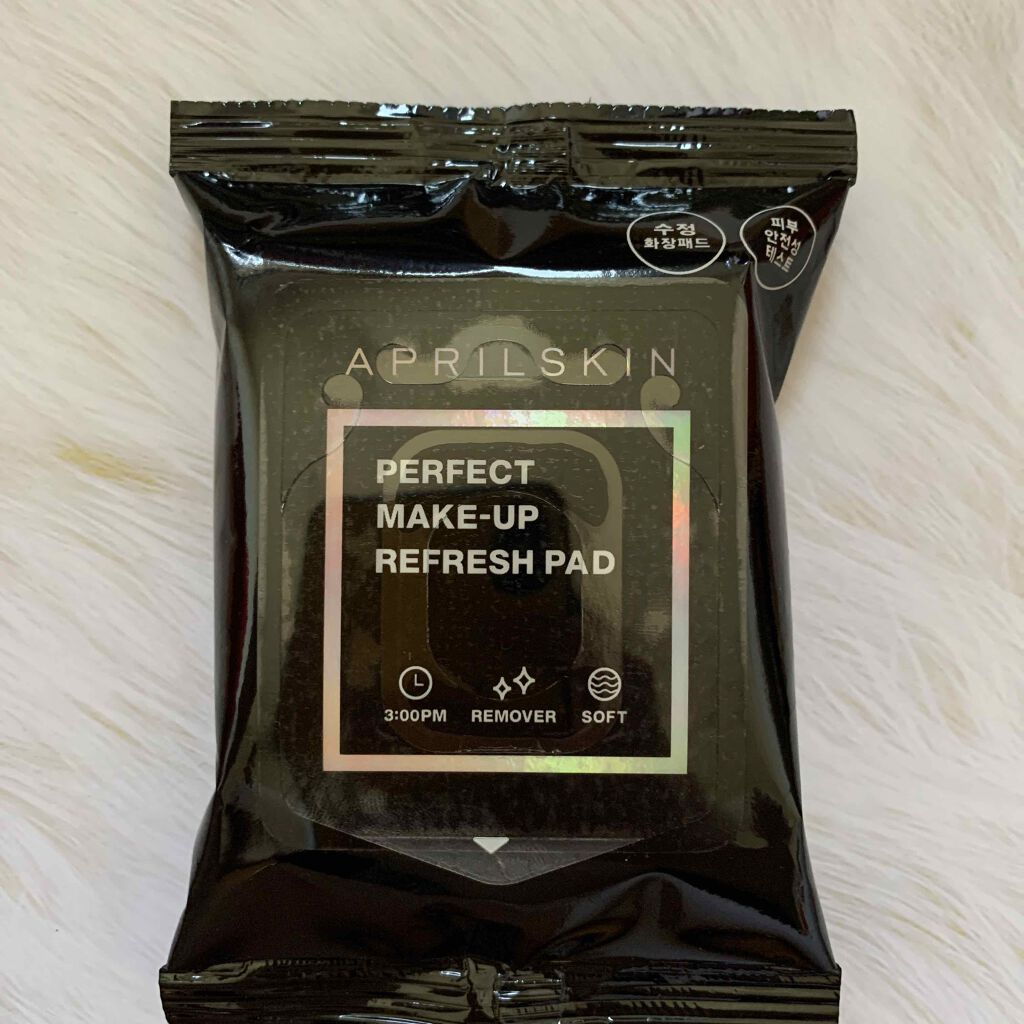 수정
화장패드
피부
안전성
테스트
APRILSKIN
PERFECT
MAKE-UP
REFRESH PAD
3:00PM REMOVER SOFT